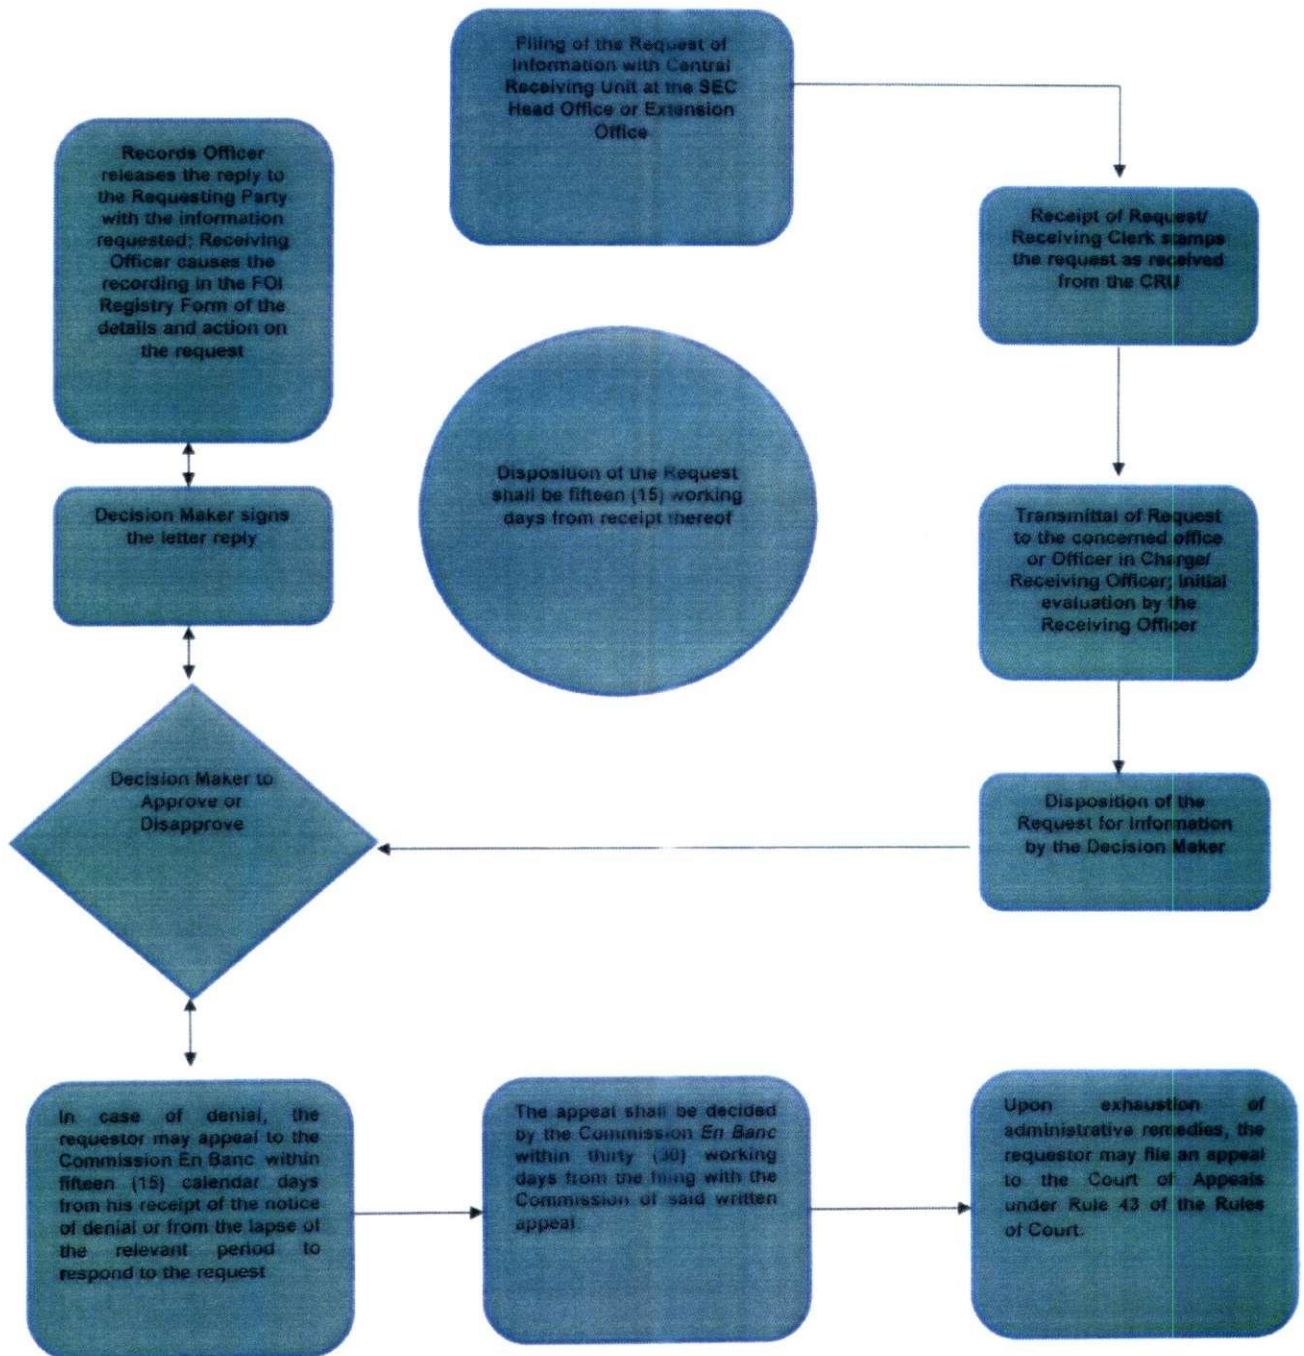 Filing of the Request of
Information with Central
Receiving Unit at the SEC
Head Office or Extension
Office
Records Officer
releases the reply to
the Requesting Party
with the information
requested; Receiving
Officer causes the
recording in the FOI
Registry Form of the
details and action on
the request
Receipt of Request/
Receiving Clerk stamps
the request as received
from the CRU
Disposition of the Request
shall be fifteen (15) working
days from receipt thereof
Decision Maker signs
the letter reply
Transmittal of Request
to the concerned office
or Officer in Charge/
Receiving Officer; Initial
evaluation by the
Receiving Officer
Decision Maker to
Approve or
Disapprove
Disposition of the
Request for Information
by the Decision Maker
In case of denial, the
requestor may appeal to the
Commission En Banc within
fifteen (15) calendar days
from his receipt of the notice
of denial or from the lapse of
the relevant period to
respond to the request
The appeal shall be decided
by the Commission En Banc
within thirty (30) working
days from the filing with the
Commission of said written
appeal.
Upon exhaustion of
administrative remedies, the
requestor may file an appeal
to the Court of Appeals
under Rule 43 of the Rules
of Court.